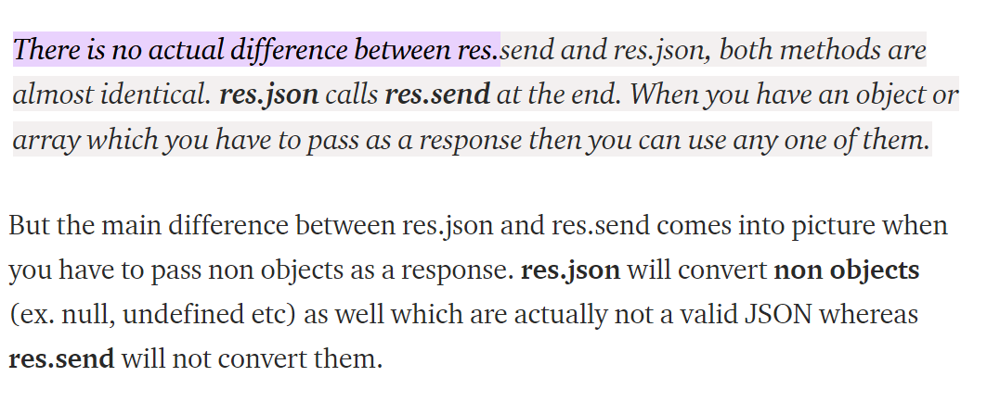 There is no actual difference between res.send and res.json, both methods are
almost identical. res.json calls res.send at the end. When you have an object or
array which you have to pass as a response then you can use any one of them.
But the main difference between res.json and res.send comes into picture when
you have to pass non objects as a response. res.json will convert non objects
(ex. null, undefined etc) as well which are actually not a valid JSON whereas
res.send will not convert them.